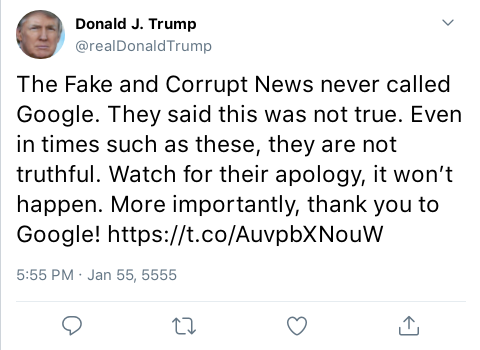 Donald J. Trump
@realDonaldTrump
The Fake and Corrupt News never called
Google. They said this was not true. Even
in times such as these, they are not
truthful. Watch for their apology, it won’t
happen. More importantly, thank you to
Google! https://t.co/AuvpbXNouW
5:55 PM · Jan 55, 5555